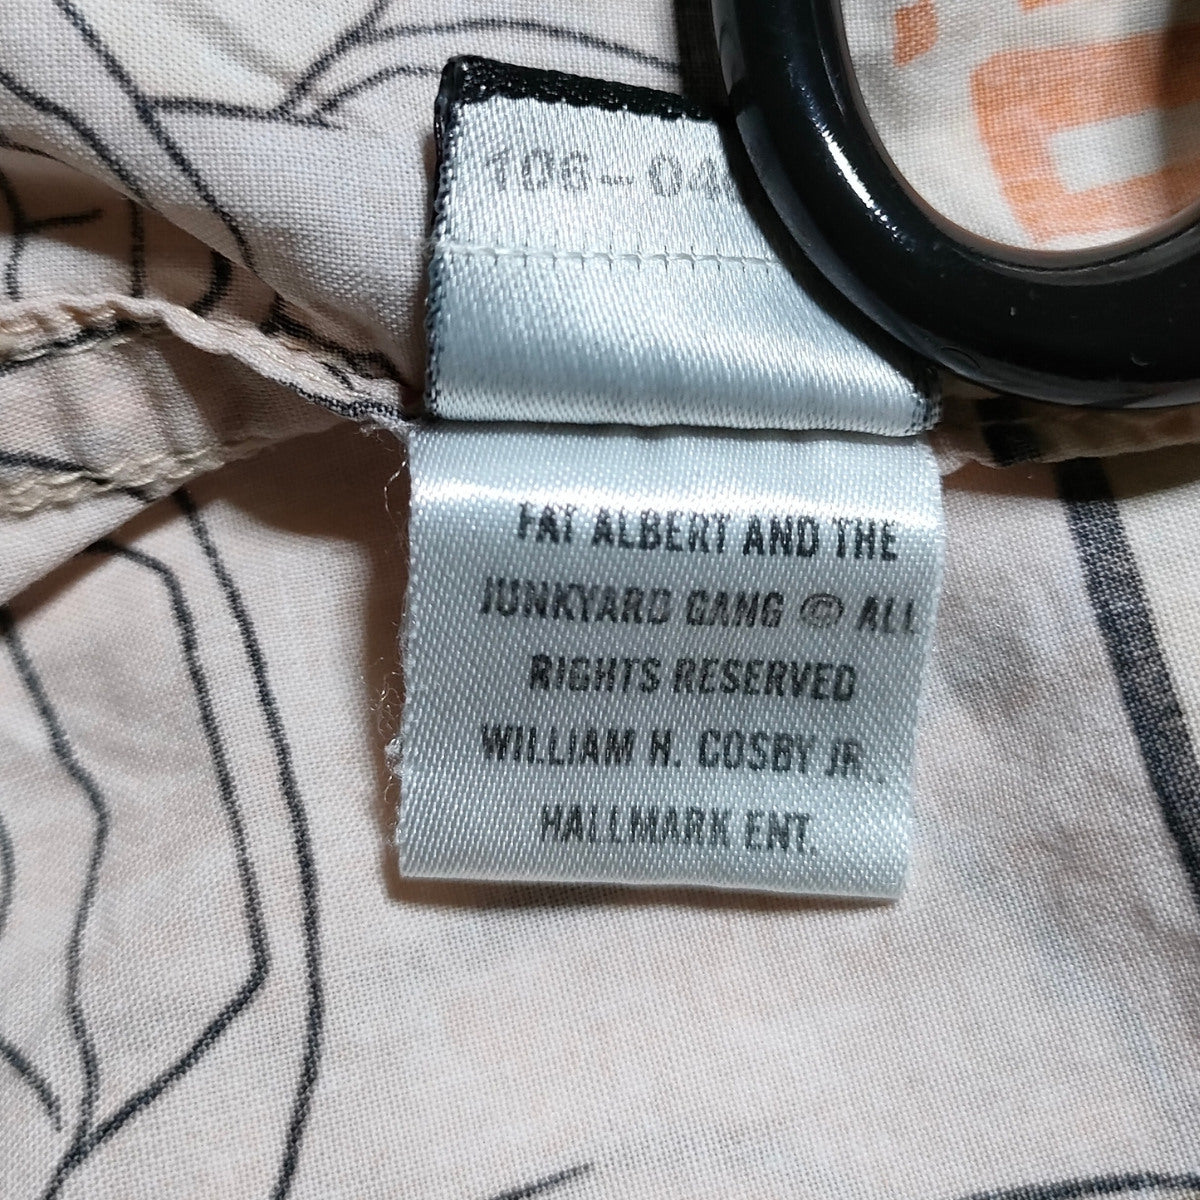 106-04
FAT ALBERT AND THE
JUNKYARD GANG © ALL
RIGHTS RESERVED
WILLIAM H. COSBY JR.,
HALLMARK ENT.